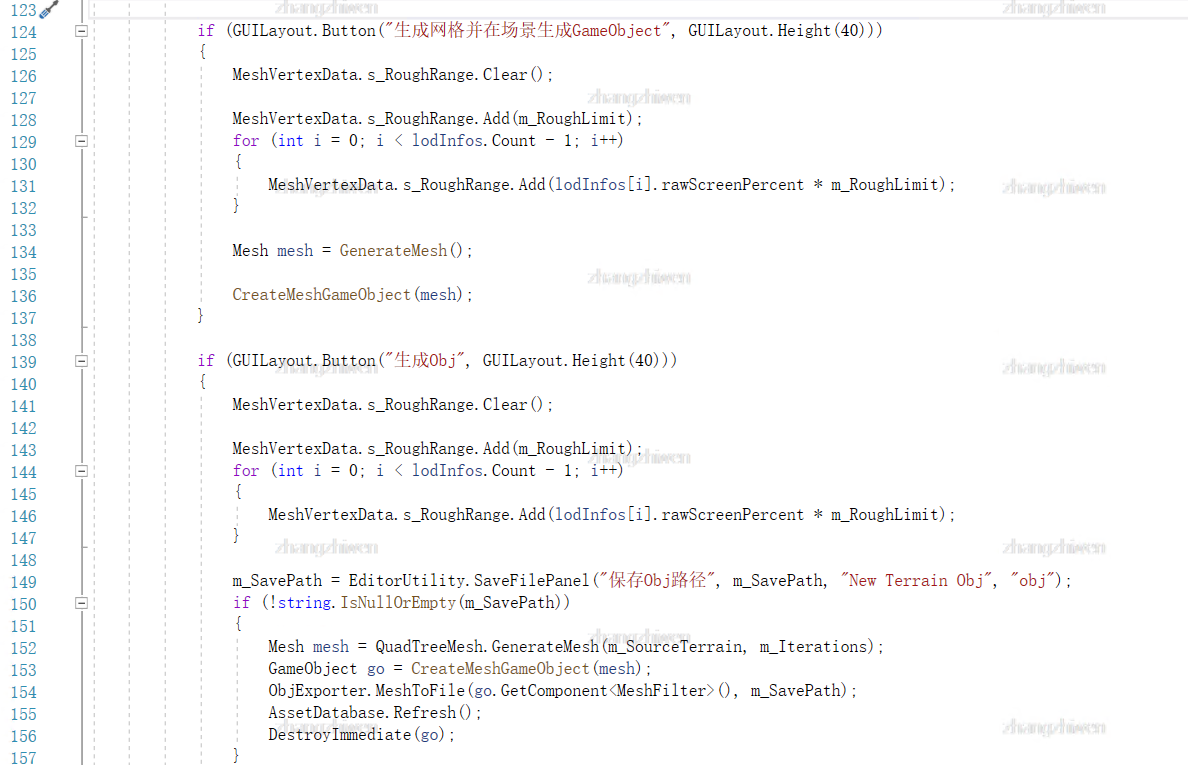 123
124 if (GUILayout.Button("生成网格并在场景生成GameObject", GUILayout.Height(40)))
125 {
126 MeshVertexData.s_RoughRange.Clear();
127
128 MeshVertexData.s_RoughRange.Add(m_RoughLimit);
129 for (int i = 0; i < lodInfos.Count - 1; i++)
130 {
131 MeshVertexData.s_RoughRange.Add(lodInfos[i].rawScreenPercent * m_RoughLimit);
132 }
133
134 Mesh mesh = GenerateMesh();
135
136 CreateMeshGameObject(mesh);
137 }
138
139 if (GUILayout.Button("生成Obj", GUILayout.Height(40)))
140 {
141 MeshVertexData.s_RoughRange.Clear();
142
143 MeshVertexData.s_RoughRange.Add(m_RoughLimit);
144 for (int i = 0; i < lodInfos.Count - 1; i++)
145 {
146 MeshVertexData.s_RoughRange.Add(lodInfos[i].rawScreenPercent * m_RoughLimit);
147 }
148
149 m_SavePath = EditorUtility.SaveFilePanel("保存Obj路径", m_SavePath, "New Terrain Obj", "obj");
150 if (!string.IsNullOrEmpty(m_SavePath))
151 {
152 Mesh mesh = QuadTreeMesh.GenerateMesh(m_SourceTerrain, m_Iterations);
153 GameObject go = CreateMeshGameObject(mesh);
154 ObjExporter.MeshToFile(go.GetComponent<MeshFilter>(), m_SavePath);
155 AssetDatabase.Refresh();
156 DestroyImmediate(go);
157 }